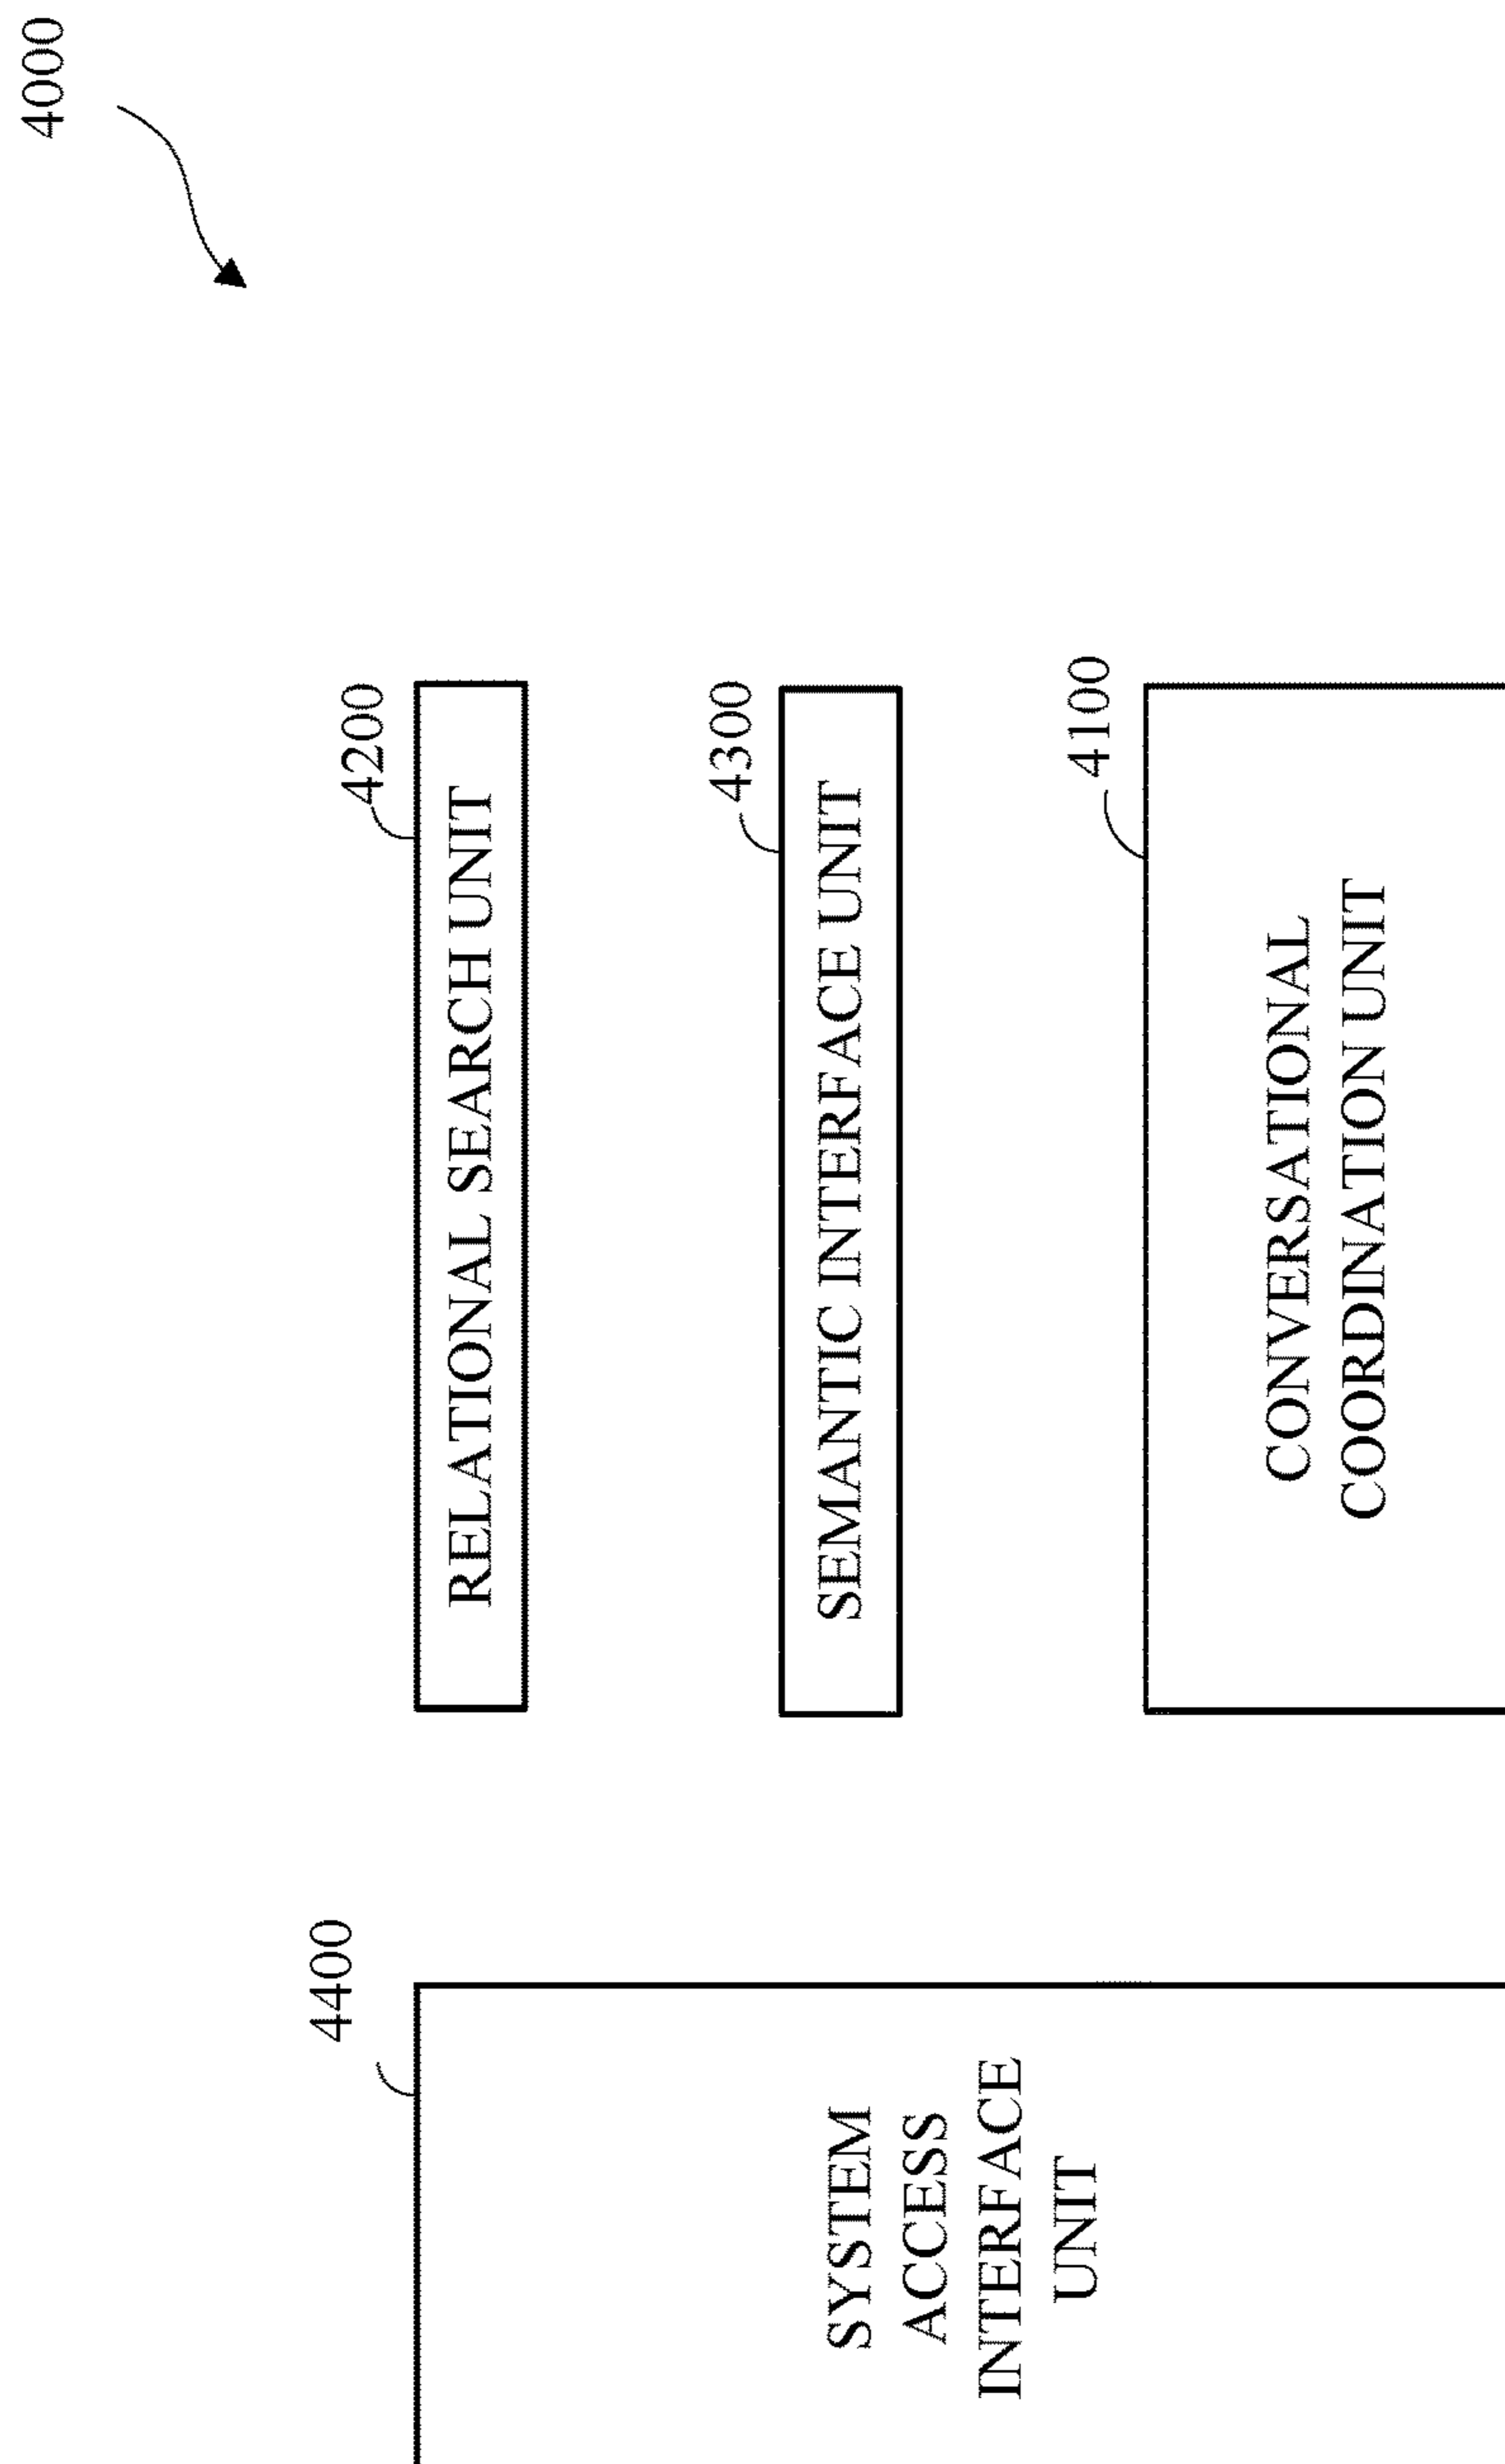 4000
4200
RELATIONAL SEARCH UNIT
4300
SEMANTIC INTERFACE UNIT
4100
CONVERSATIONAL
COORDINATION UNIT
4400
SYSTEM
ACCESS
INTERFACE
UNIT